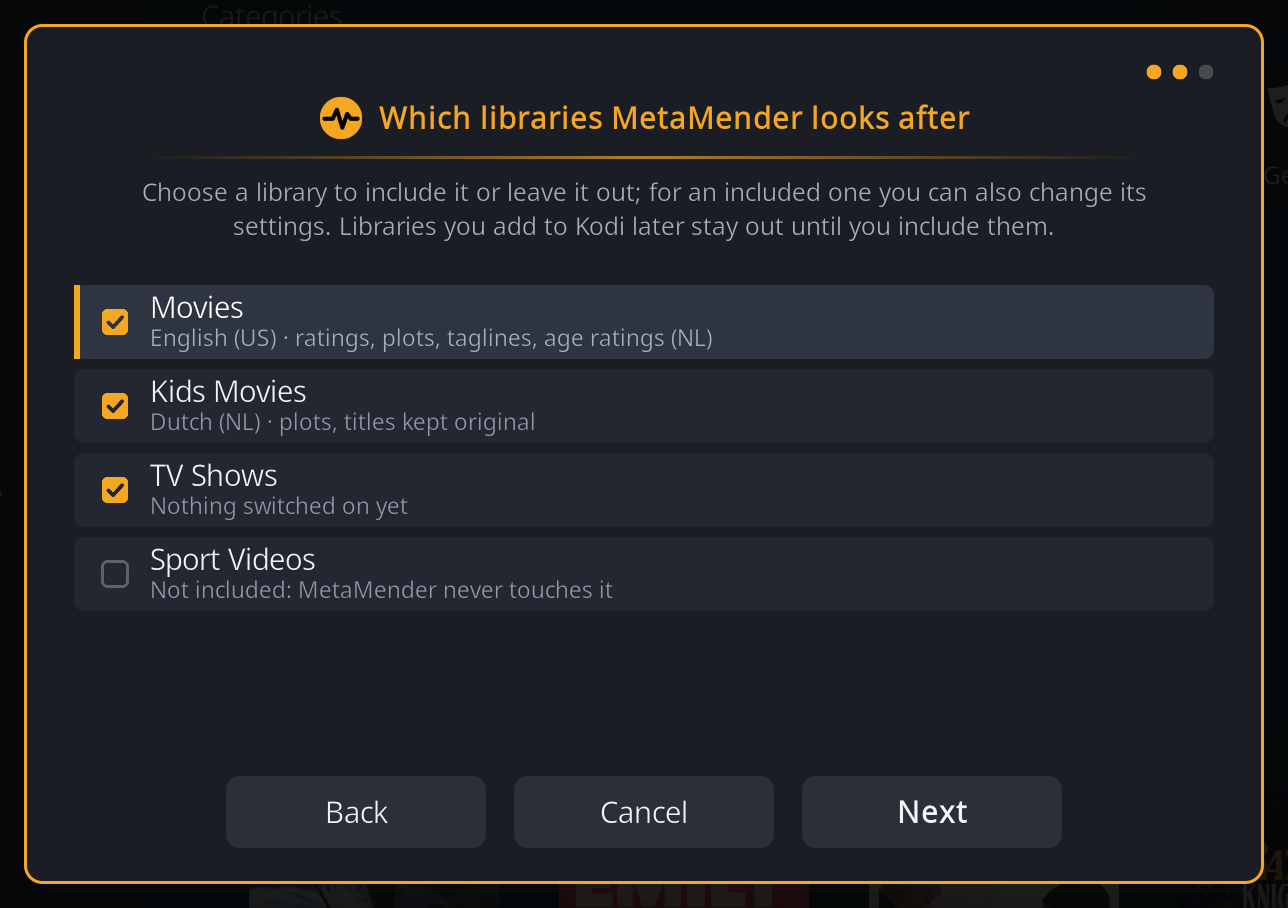 Categories
Which libraries MetaMender looks after
Choose a library to include it or leave it out; for an included one you can also change its
settings. Libraries you add to Kodi later stay out until you include them.
Movies
English (US) · ratings, plots, taglines, age ratings (NL)
Kids Movies
Dutch (NL) · plots, titles kept original
TV Shows
Nothing switched on yet
Sport Videos
Not included: MetaMender never touches it
Back
Cancel
Next